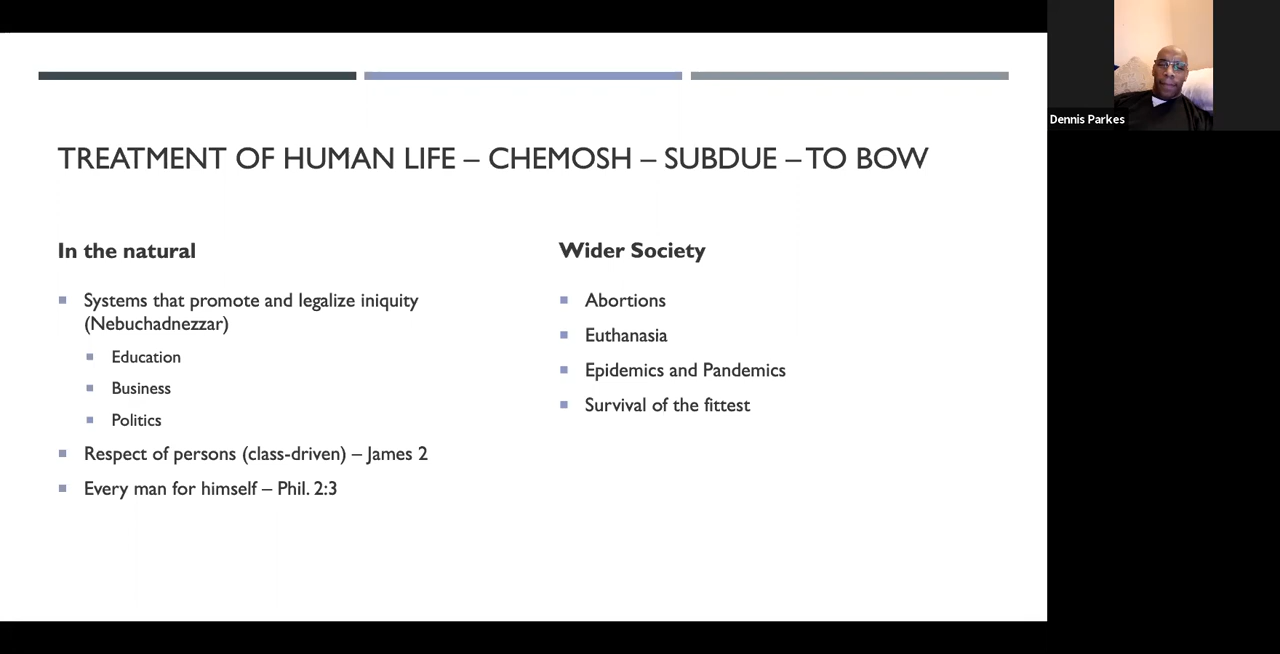 TREATMENT OF HUMAN LIFE – CHEMOSH – SUBDUE – TO BOW
In the natural
Systems that promote and legalize iniquity
(Nebuchadnezzar)
Education
Business
Politics
Respect of persons (class-driven) – James 2
Every man for himself – Phil. 2:3
Wider Society
Abortions
Euthanasia
Epidemics and Pandemics
Survival of the fittest
Dennis Parkes